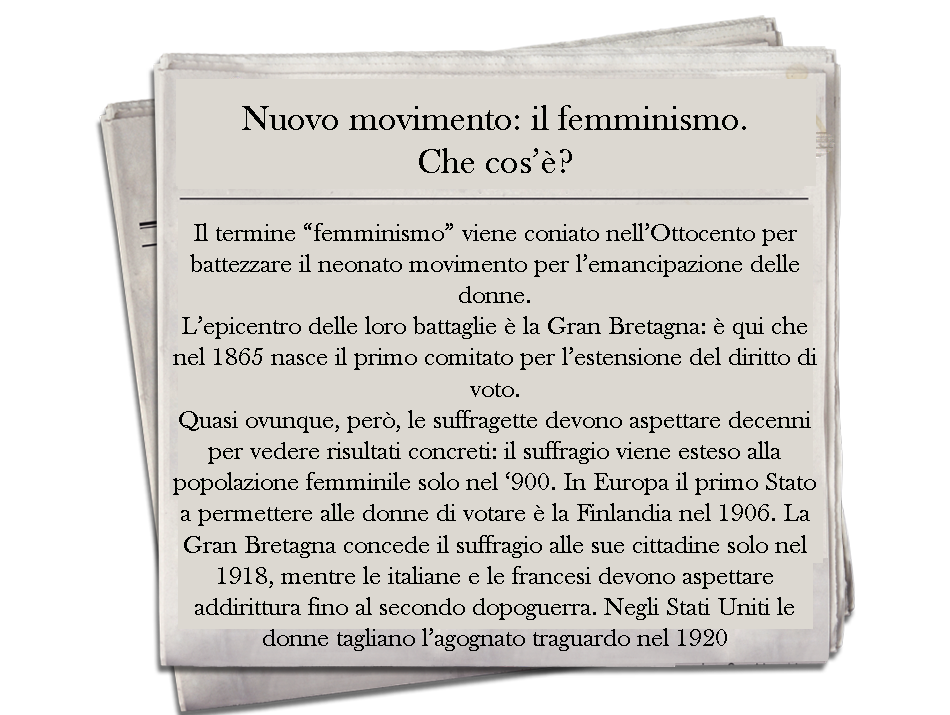 Nuovo movimento: il femminismo.
Che cos’è?
Il termine “femminismo” viene coniato nell’Ottocento per
battezzare il neonato movimento per l’emancipazione delle
donne.
L’epicentro delle loro battaglie è la Gran Bretagna: è qui che
nel 1865 nasce il primo comitato per l’estensione del diritto di
voto.
Quasi ovunque, però, le suffragette devono aspettare decenni
per vedere risultati concreti: il suffragio viene esteso alla
popolazione femminile solo nel ‘900. In Europa il primo Stato
a permettere alle donne di votare è la Finlandia nel 1906. La
Gran Bretagna concede il suffragio alle sue cittadine solo nel
1918, mentre le italiane e le francesi devono aspettare
addirittura fino al secondo dopoguerra. Negli Stati Uniti le
donne tagliano l’agognato traguardo nel 1920